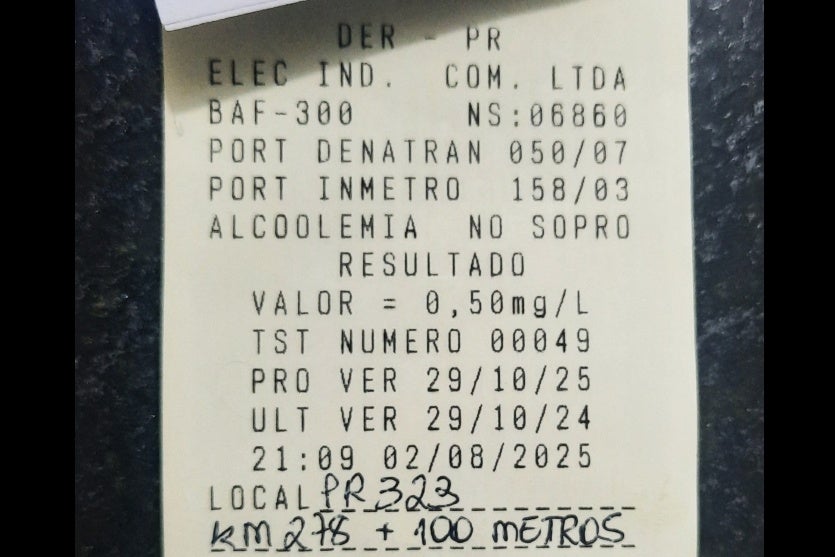 DER - PR
ELEC IND. COM. LTDA
BAF-300 NS:06860
PORT DENATRAN 050/07
PORT INMETRO 158/03
ALCOOLEMIA NO SOPRO
RESULTADO
VALOR = 0,50mg/L
TST NUMERO 00049
PRO VER 29/10/25
ULT VER 29/10/24
21:09 02/08/2025
LOCAL PR 323
KM 278 + 100 METROS